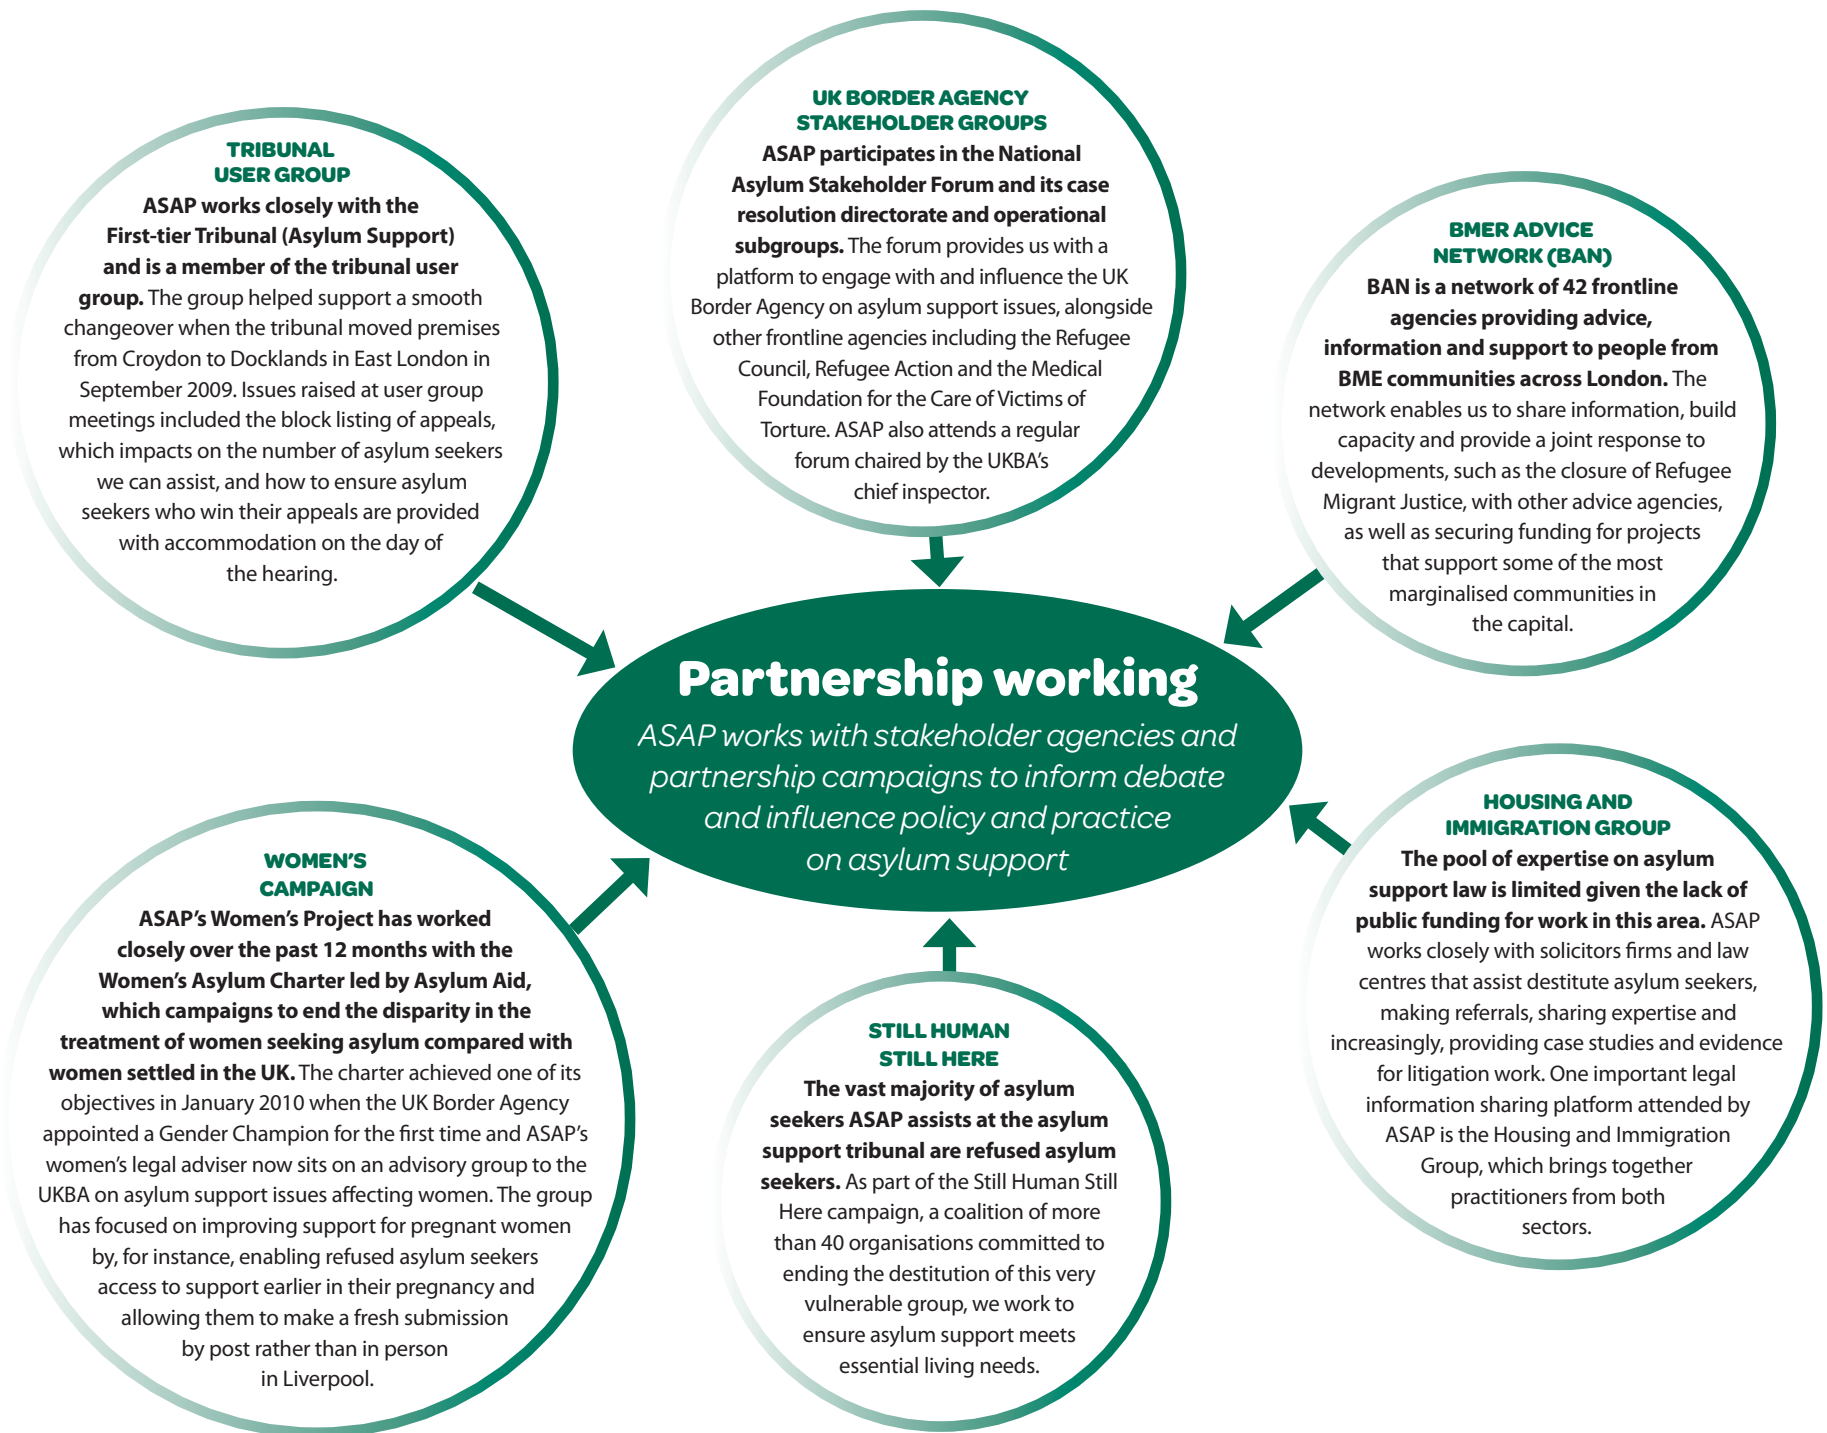 TRIBUNAL
USER GROUP
ASAP works closely with the
First-tier Tribunal (Asylum Support)
and is a member of the tribunal user
group. The group helped support a smooth
changeover when the tribunal moved premises
from Croydon to Docklands in East London in
September 2009. Issues raised at user group
meetings included the block listing of appeals,
which impacts on the number of asylum seekers
we can assist, and how to ensure asylum
seekers who win their appeals are provided
with accommodation on the day of
the hearing.
UK BORDER AGENCY
STAKEHOLDER GROUPS
ASAP participates in the National
Asylum Stakeholder Forum and its case
resolution directorate and operational
subgroups. The forum provides us with a
platform to engage with and influence the UK
Border Agency on asylum support issues, alongside
other frontline agencies including the Refugee
Council, Refugee Action and the Medical
Foundation for the Care of Victims of
Torture. ASAP also attends a regular
forum chaired by the UKBA's
chief inspector.
BMER ADVICE
NETWORK (BAN)
BAN is a network of 42 frontline
agencies providing advice,
information and support to people from
BME communities across London. The
network enables us to share information, build
capacity and provide a joint response to
developments, such as the closure of Refugee
Migrant Justice, with other advice agencies,
as well as securing funding for projects
that support some of the most
marginalised communities in
the capital.
Partnership working
ASAP works with stakeholder agencies and
partnership campaigns to inform debate
and influence policy and practice
on asylum support
WOMEN'S
CAMPAIGN
ASAP's Women's Project has worked
closely over the past 12 months with the
Women's Asylum Charter led by Asylum Aid,
which campaigns to end the disparity in the
treatment of women seeking asylum compared with
women settled in the UK. The charter achieved one of its
objectives in January 2010 when the UK Border Agency
appointed a Gender Champion for the first time and ASAP's
women's legal adviser now sits on an advisory group to the
UKBA on asylum support issues affecting women. The group
has focused on improving support for pregnant women
by, for instance, enabling refused asylum seekers
access to support earlier in their pregnancy and
allowing them to make a fresh submission
by post rather than in person
in Liverpool.
STILL HUMAN
STILL HERE
The vast majority of asylum
seekers ASAP assists at the asylum
support tribunal are refused asylum
seekers. As part of the Still Human Still
Here campaign, a coalition of more
than 40 organisations committed to
ending the destitution of this very
vulnerable group, we work to
ensure asylum support meets
essential living needs.
HOUSING AND
IMMIGRATION GROUP
The pool of expertise on asylum
support law is limited given the lack of
public funding for work in this area. ASAP
works closely with solicitors firms and law
centres that assist destitute asylum seekers,
making referrals, sharing expertise and
increasingly, providing case studies and evidence
for litigation work. One important legal
information sharing platform attended by
ASAP is the Housing and Immigration
Group, which brings together
practitioners from both
sectors.